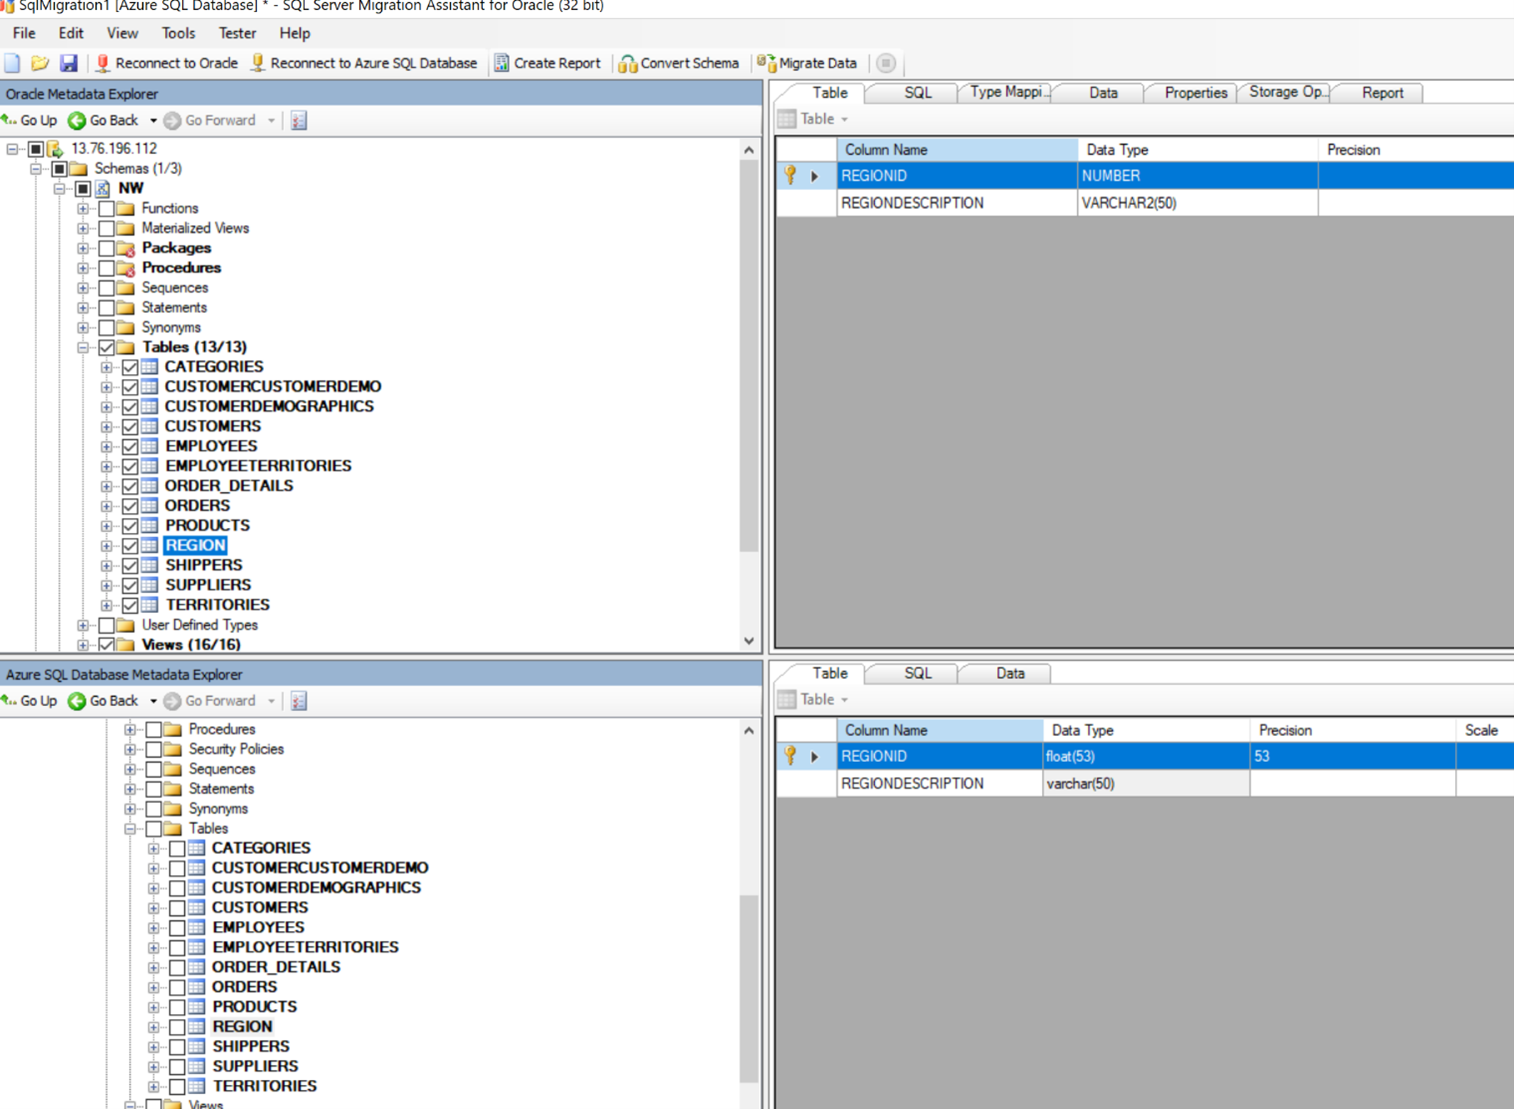 SqlMigration1 [Azure SQL Database] * - SQL Server Migration Assistant for Oracle (32 bit)
File Edit View Tools Tester Help
Reconnect to Oracle Reconnect to Azure SQL Database Create Report Convert Schema Migrate Data
Oracle Metadata Explorer
Go Up Go Back Go Forward
13.76.196.112
Schemas (1/3)
NW
Functions
Materialized Views
Packages
Procedures
Sequences
Statements
Synonyms
Tables (13/13)
CATEGORIES
CUSTOMERCUSTOMERDEMO
CUSTOMERDEMOGRAPHICS
CUSTOMERS
EMPLOYEES
EMPLOYEETERRITORIES
ORDER_DETAILS
ORDERS
PRODUCTS
REGION
SHIPPERS
SUPPLIERS
TERRITORIES
User Defined Types
Views (16/16)
Table SQL Type Mappi... Data Properties Storage Op... Report
Table
Column Name Data Type Precision
REGIONID NUMBER
REGIONDESCRIPTION VARCHAR2(50)
Azure SQL Database Metadata Explorer
Go Up Go Back Go Forward
Procedures
Security Policies
Sequences
Statements
Synonyms
Tables
CATEGORIES
CUSTOMERCUSTOMERDEMO
CUSTOMERDEMOGRAPHICS
CUSTOMERS
EMPLOYEES
EMPLOYEETERRITORIES
ORDER_DETAILS
ORDERS
PRODUCTS
REGION
SHIPPERS
SUPPLIERS
TERRITORIES
Views
Table SQL Data
Table
Column Name Data Type Precision Scale
REGIONID float(53) 53
REGIONDESCRIPTION varchar(50)